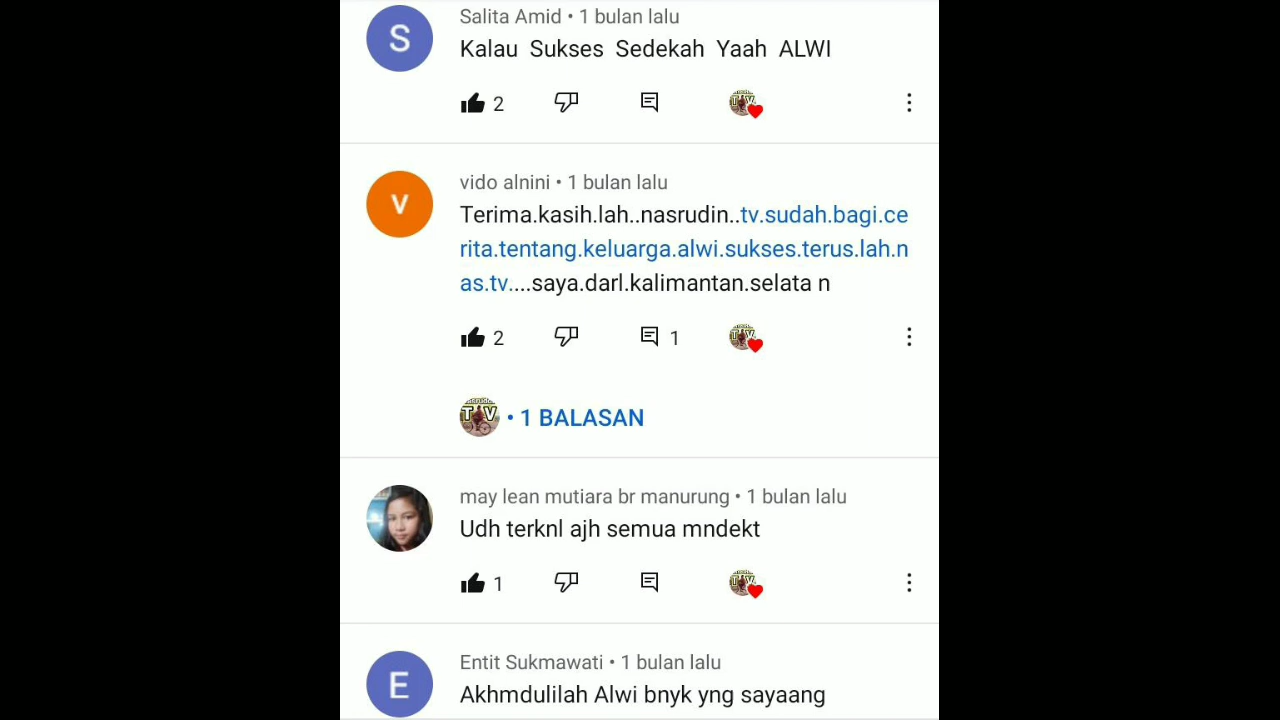 S
Salita Amid • 1 bulan lalu
Kalau Sukses Sedekah Yaah ALWI
2
V
vido alnini • 1 bulan lalu
Terima.kasih.lah..nasrudin..tv.sudah.bagi.ce
rita.tentang.keluarga.alwi.sukses.terus.lah.n
as.tv....saya.darl.kalimantan.selata n
2
1
TV
• 1 BALASAN
may lean mutiara br manurung • 1 bulan lalu
Udh terknl ajh semua mndekt
1
E
Entit Sukmawati • 1 bulan lalu
Akhmdulilah Alwi bnyk yng sayaang